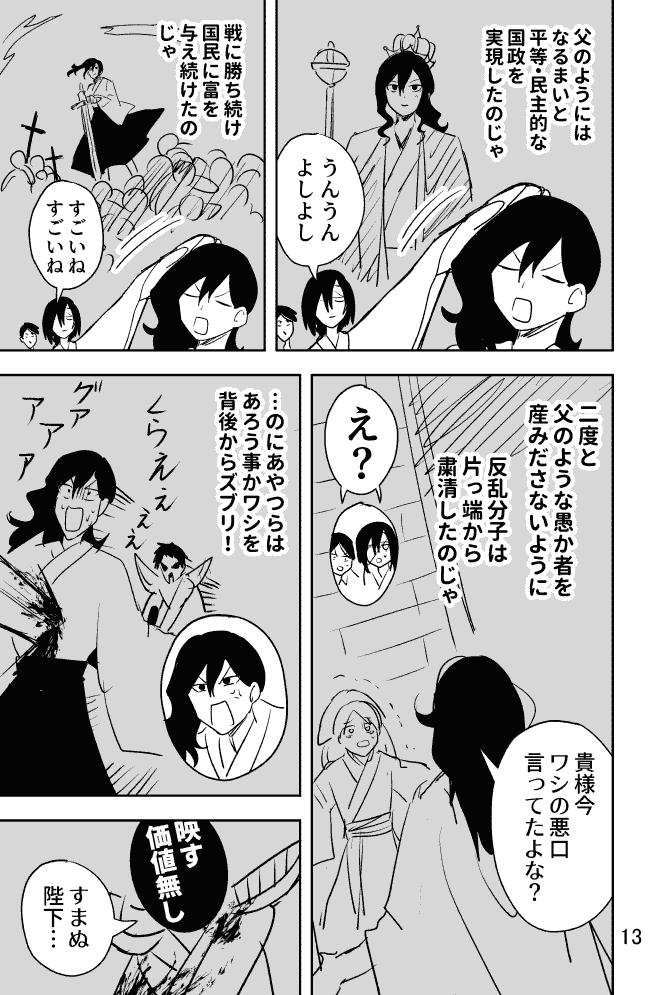 父のようには
なるまいと
平等・民主的な
国政を
実現したのじゃ
うんうん
よしよし
戦に勝ち続け
国民に富を
与え続けたの
じゃ
すごいね
すごいね
二度と
父のような愚か者を
産みださないように
反乱分子は
片っ端から
粛清したのじゃ
え?
貴様今
ワシの悪口
言ってたよな?
…のにあやつらは
あろう事かワシを
背後からズブリ!
くらえぇぇぇ
グア
アア
ア
映す
価値無し
すまぬ
陛下…
13